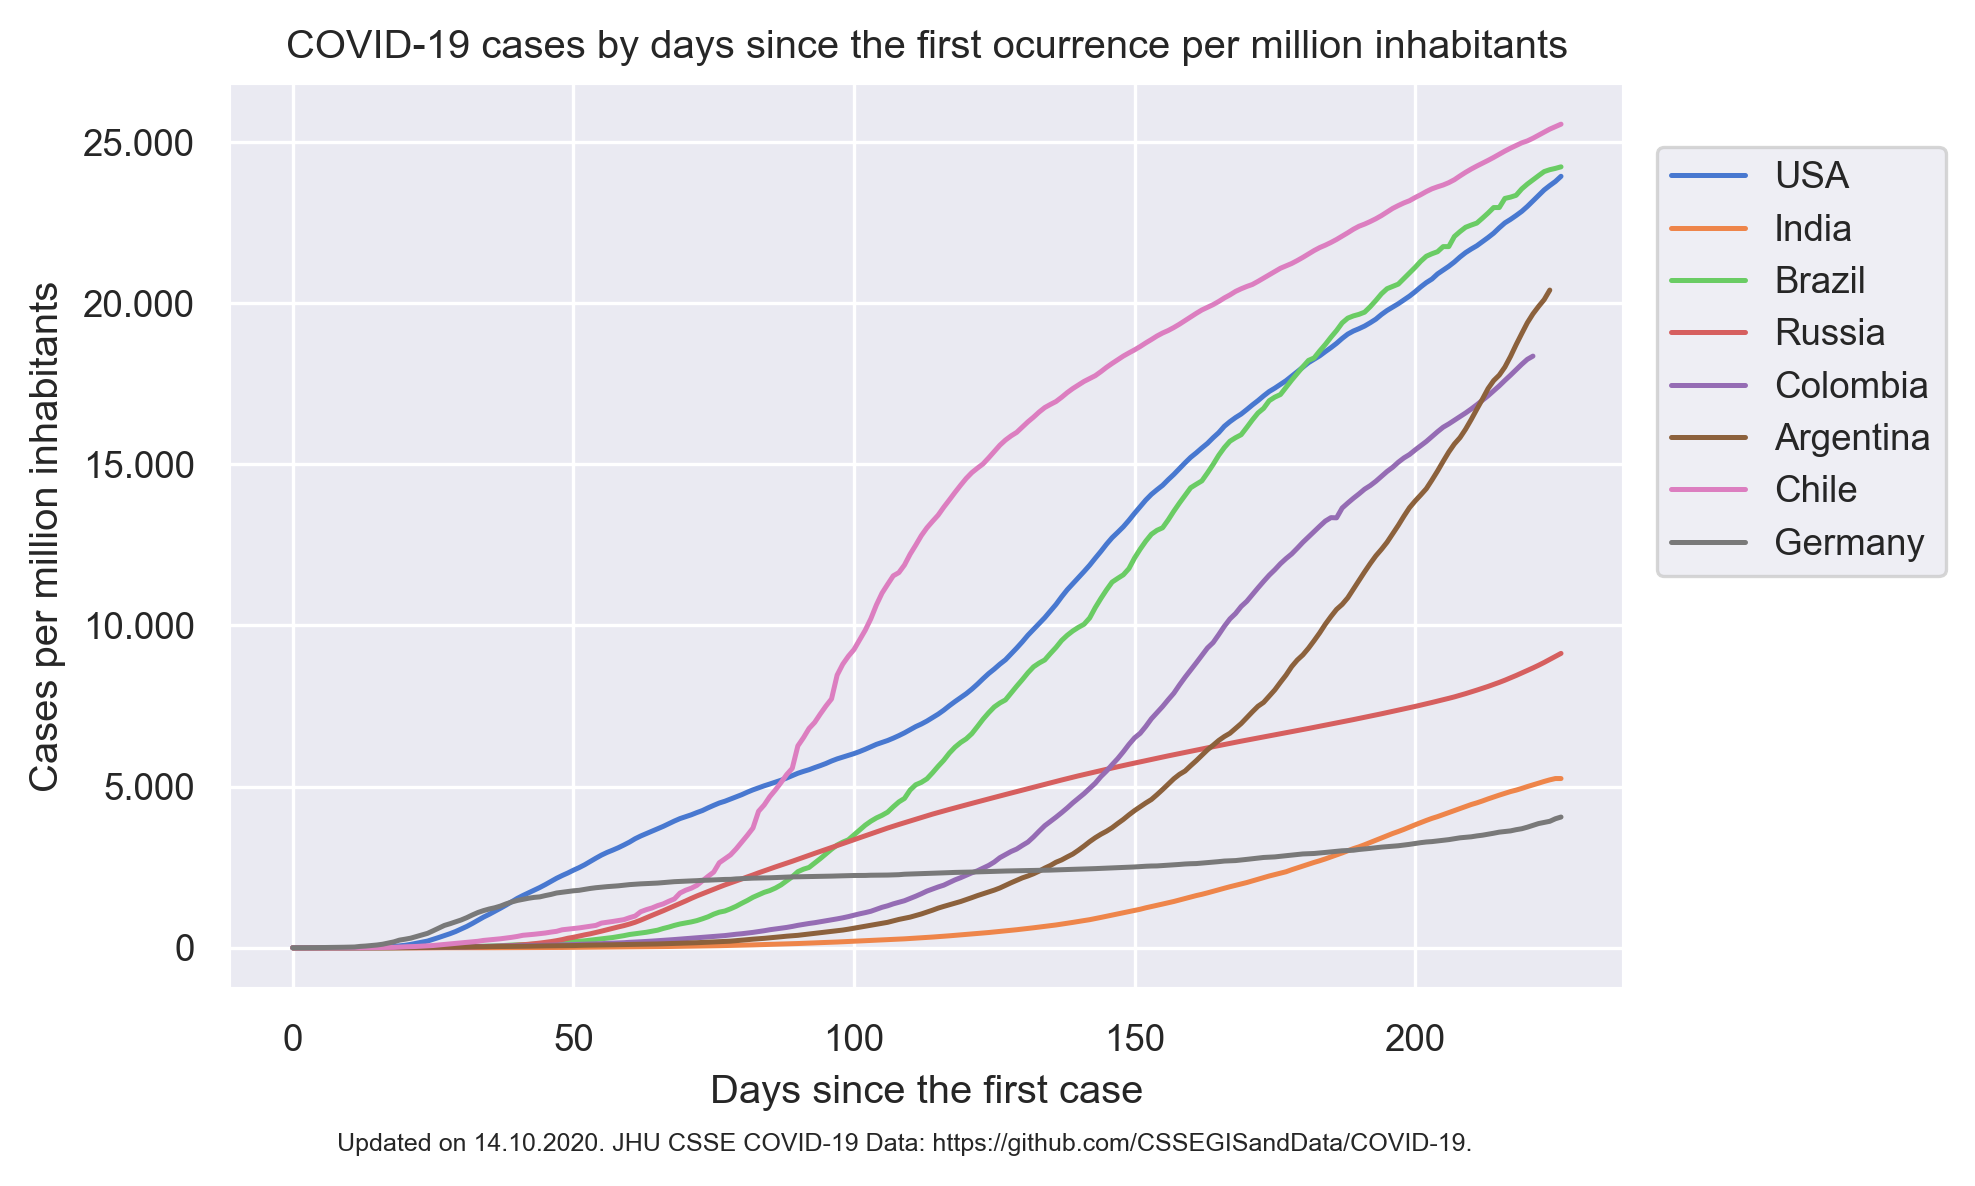 COVID-19 cases by days since the first ocurrence per million inhabitants
Cases per million inhabitants
25.000
20.000
15.000
10.000
5.000
0
0 50 100 150 200
Days since the first case
USA
India
Brazil
Russia
Colombia
Argentina
Chile
Germany
Updated on 14.10.2020. JHU CSSE COVID-19 Data: https://github.com/CSSEGISandData/COVID-19.